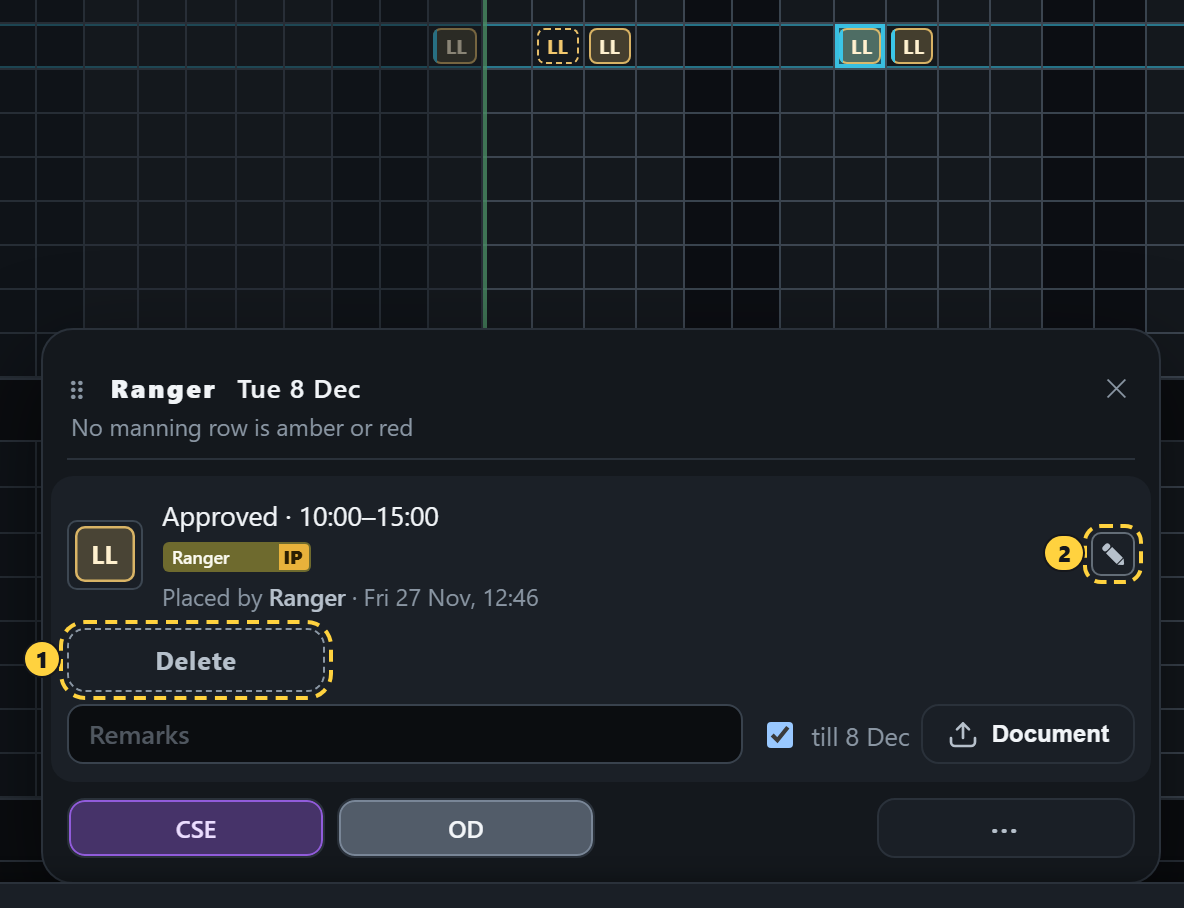 LL LL LL LL LL
Ranger Tue 8 Dec
No manning row is amber or red
Approved · 10:00–15:00
LL
Ranger IP
Placed by Ranger · Fri 27 Nov, 12:46
2
1
Delete
Remarks
till 8 Dec
Document
CSE
OD
...